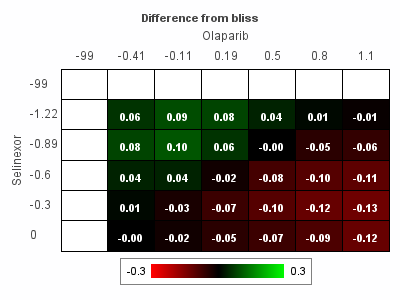 Difference from bliss
Olaparib
-99 -0.41 -0.11 0.19 0.5 0.8 1.1
Selinexor
-99
-1.22 0.06 0.09 0.08 0.04 0.01 -0.01
-0.89 0.08 0.10 0.06 -0.00 -0.05 -0.06
-0.6 0.04 0.04 -0.02 -0.08 -0.10 -0.11
-0.3 0.01 -0.03 -0.07 -0.10 -0.12 -0.13
0 -0.00 -0.02 -0.05 -0.07 -0.09 -0.12
-0.3 0.3